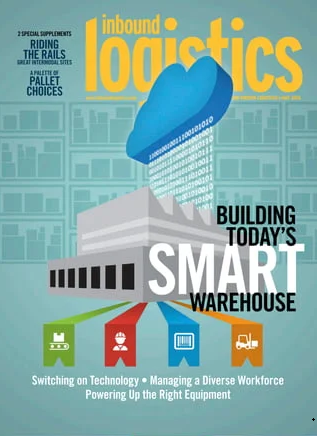 2 SPECIAL SUPPLEMENTS
RIDING
THE RAILS
GREAT INTERMODAL SITES
A PALETTE OF
PALLET
CHOICES
inbound
logistics
BUILDING
TODAY'S
SMART
WAREHOUSE
Switching on Technology • Managing a Diverse Workforce
Powering Up the Right Equipment